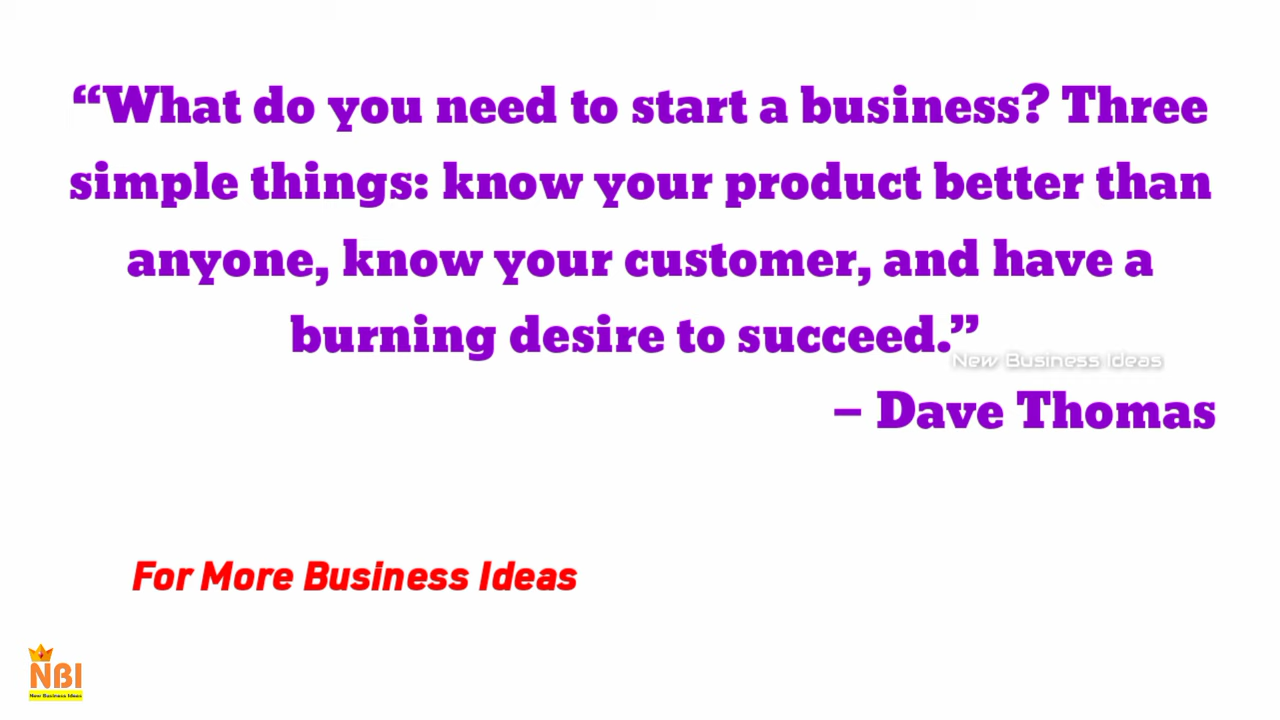 “What do you need to start a business? Three
simple things: know your product better than
anyone, know your customer, and have a
burning desire to succeed.”
New Business Ideas
– Dave Thomas
For More Business Ideas
NBI
New Business Ideas